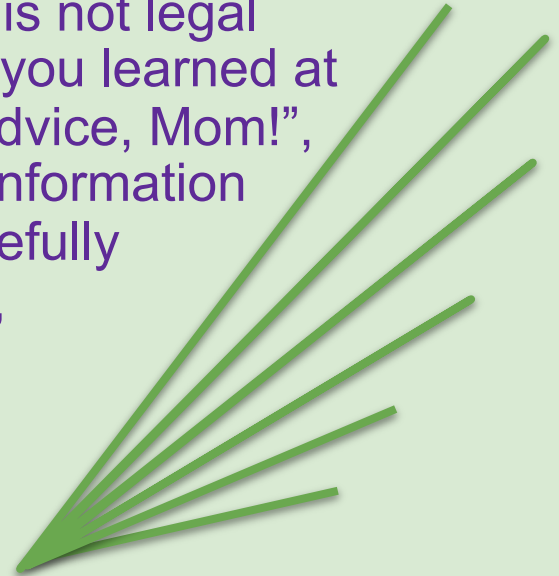 is not legal
you learned at
dvice, Mom!”,
nformation
efully
,